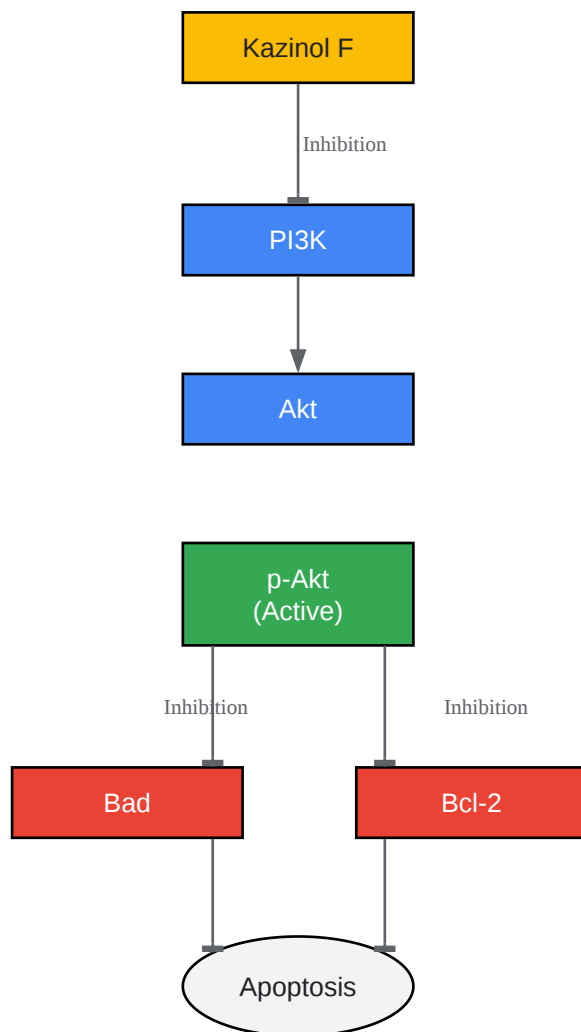 Kazinol F
Inhibition
PI3K
Akt
p-Akt
(Active)
Inhibition
Inhibition
Bad
Bcl-2
Apoptosis